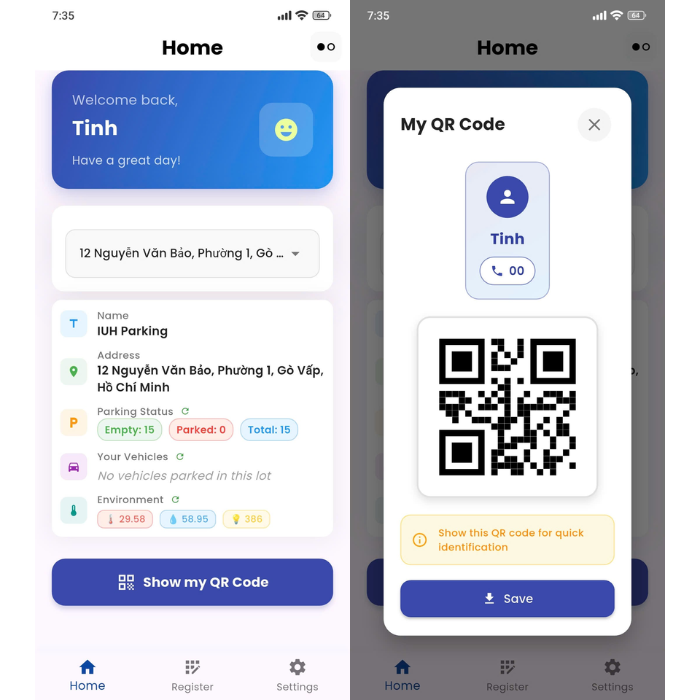 7:35
64
Home
Welcome back,
Tinh
Have a great day!
12 Nguyễn Văn Bảo, Phường 1, Gò ...
T
Name
IUH Parking
Address
12 Nguyễn Văn Bảo, Phường 1, Gò Vấp,
Hồ Chí Minh
P
Parking Status
Empty: 15
Parked: 0
Total: 15
Your Vehicles
No vehicles parked in this lot
Environment
29.58
58.95
386
Show my QR Code
Home
Register
Settings
7:35
64
Home
My QR Code
Tinh
00
Show this QR code for quick
identification
Save
Home
Register
Settings